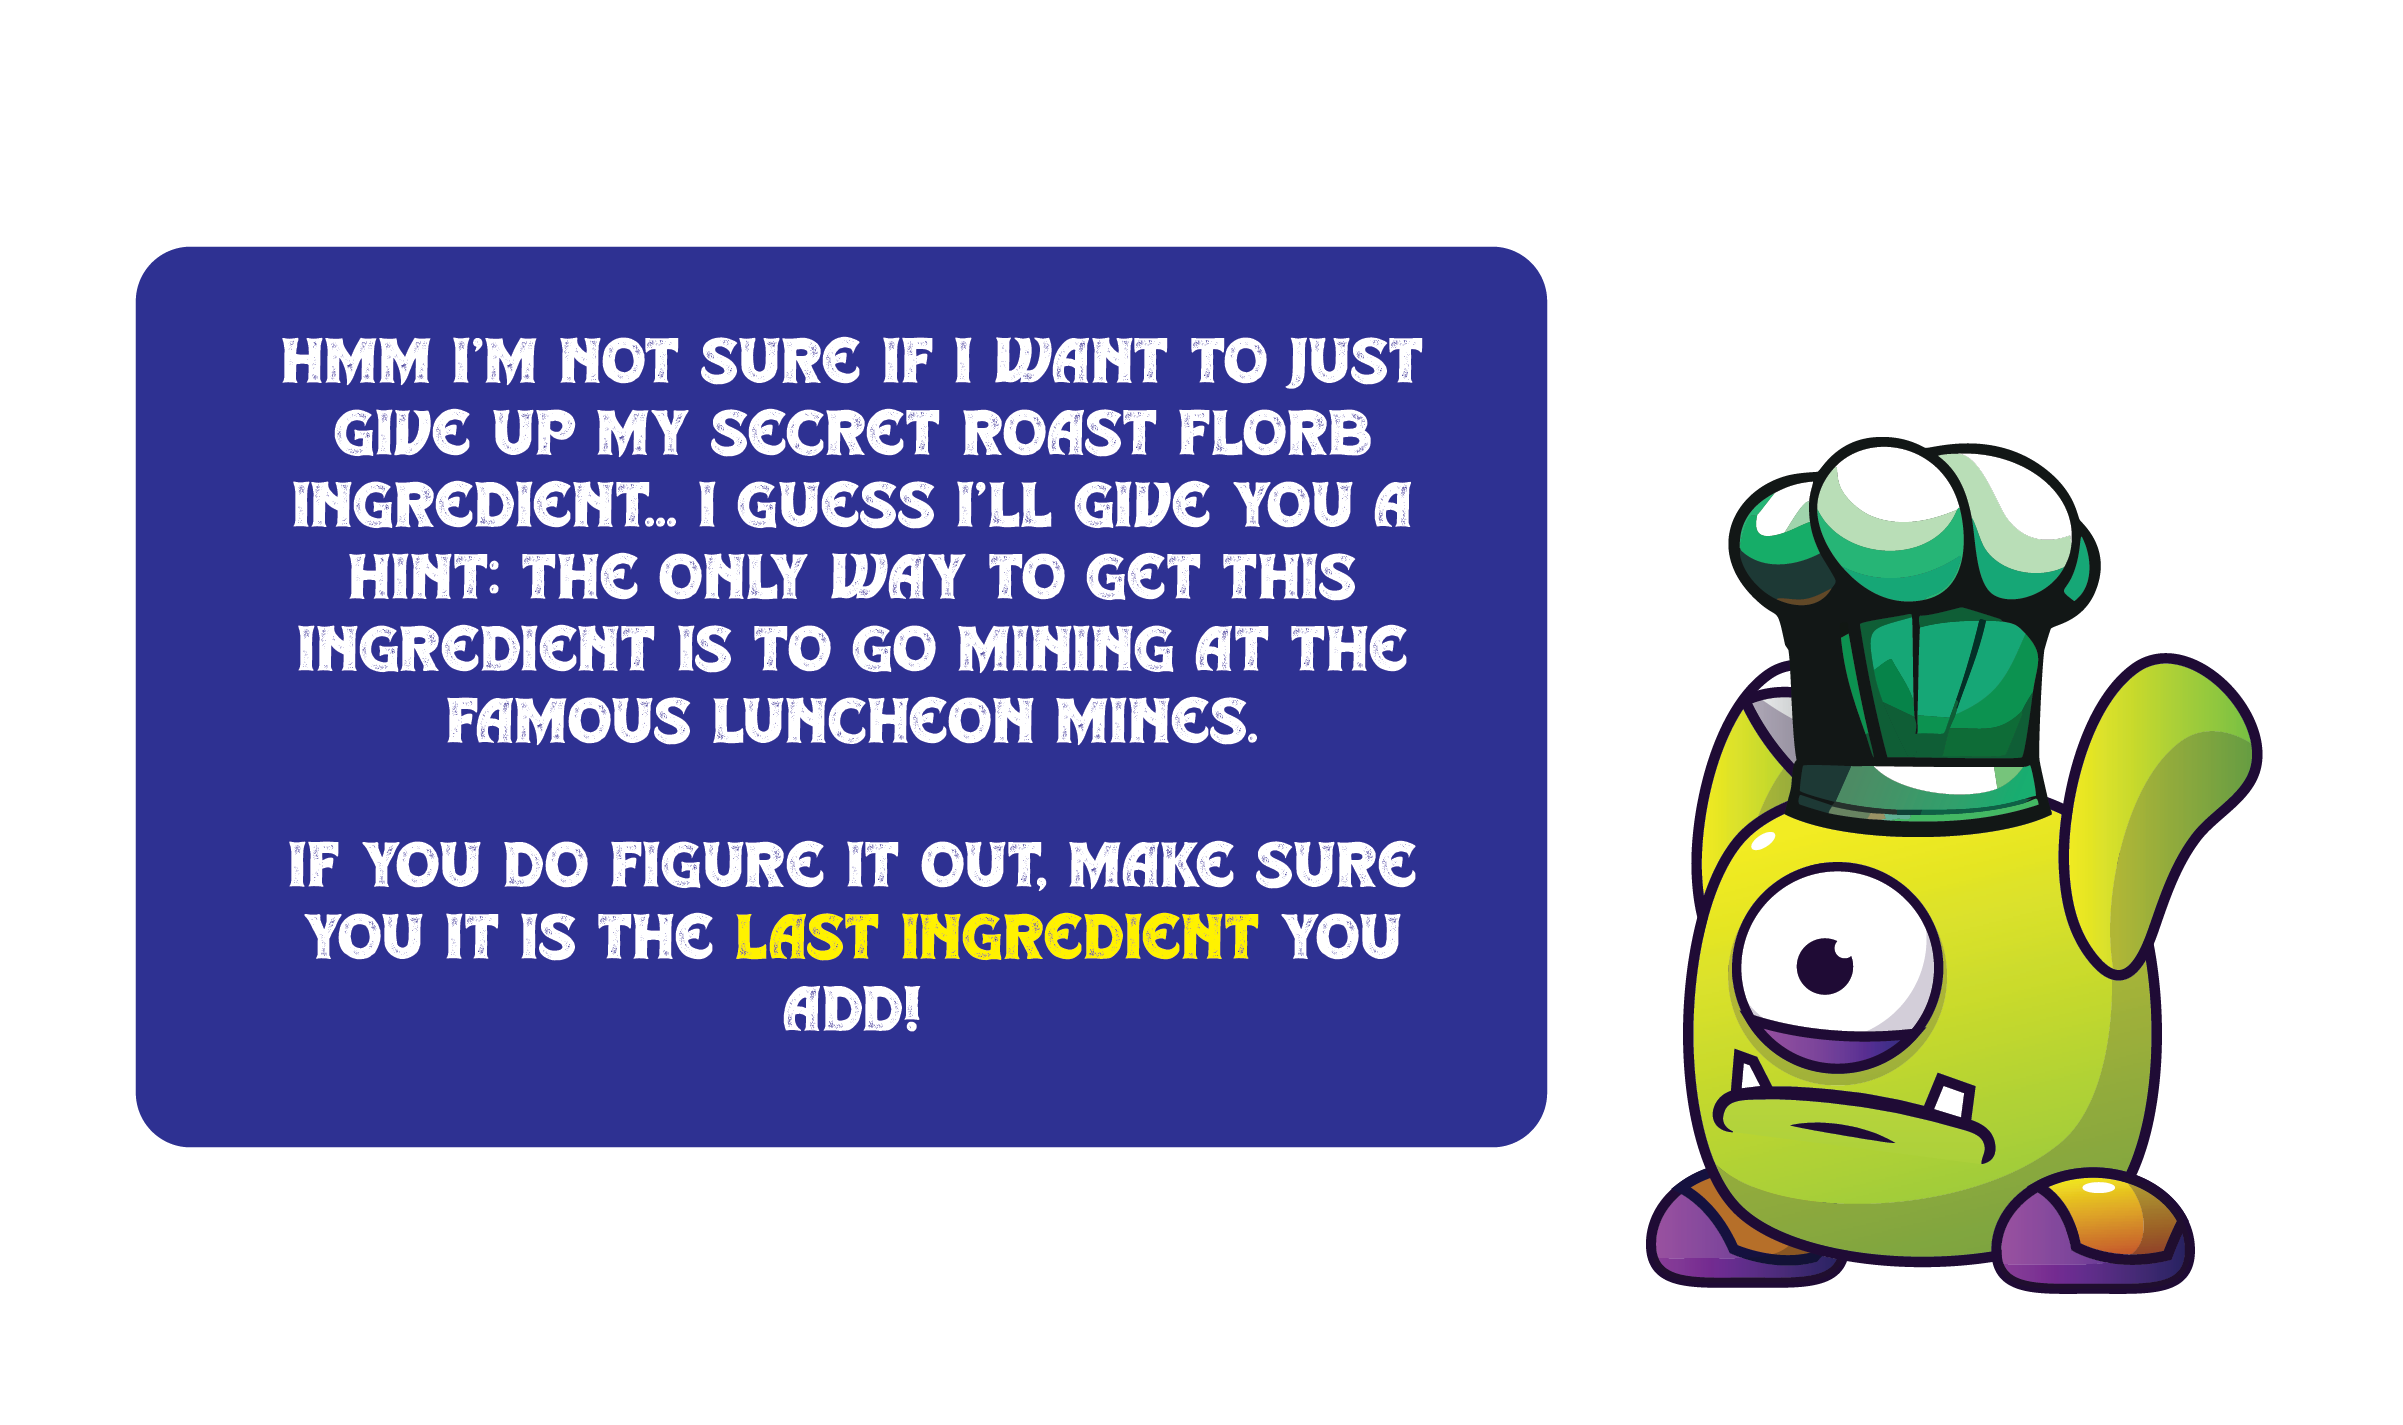 HMM I'M NOT SURE IF I WANT TO JUST
GIVE UP MY SECRET ROAST FLORB
INGREDIENT... I GUESS I'LL GIVE YOU A
HINT: THE ONLY WAY TO GET THIS
INGREDIENT IS TO GO MINING AT THE
FAMOUS LUNCHEON MINES.
IF YOU DO FIGURE IT OUT, MAKE SURE
YOU IT IS THE LAST INGREDIENT YOU
ADD!